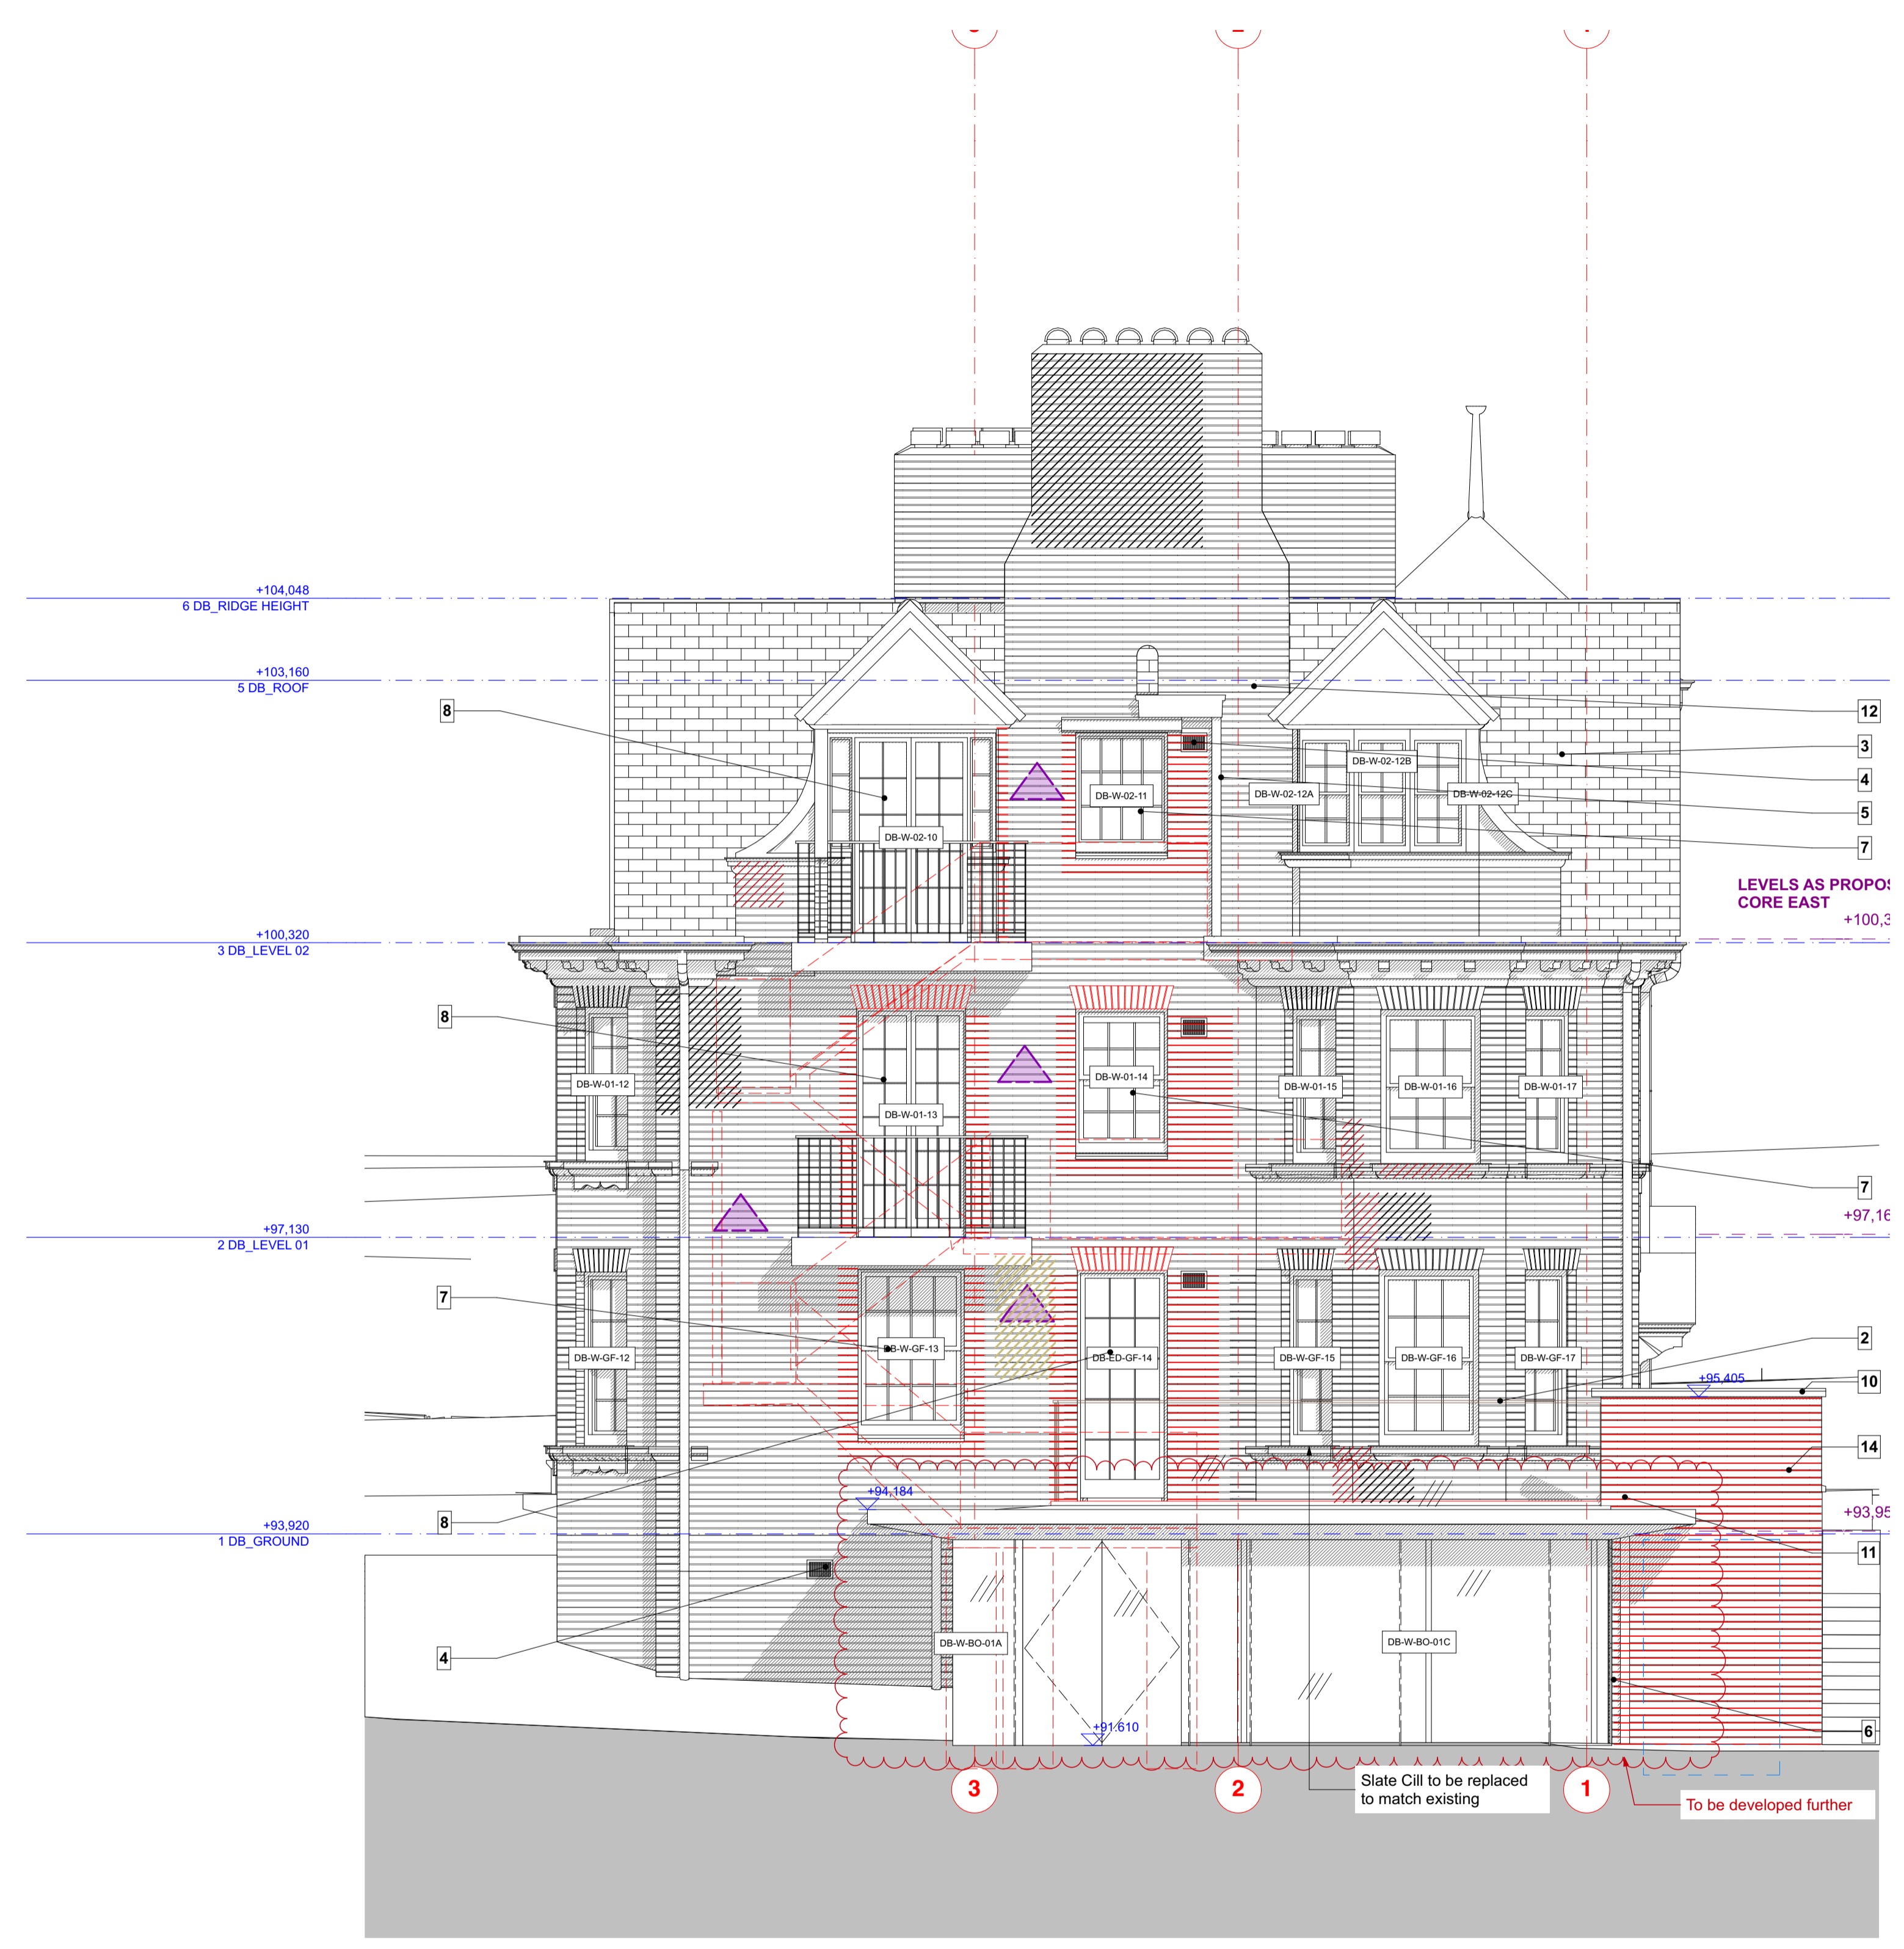 +104,048
6 DB_RIDGE HEIGHT
+103,160
5 DB_ROOF
8
12
3
4
DB-W-02-12B
DB-W-02-11
DB-W-02-12A
DB-W-02-12C
5
DB-W-02-10
7
LEVELS AS PROPOS
CORE EAST
+100,3
+100,320
3 DB_LEVEL 02
8
DB-W-01-12
DB-W-01-13
DB-W-01-14
DB-W-01-15
DB-W-01-16
DB-W-01-17
7
+97,16
+97,130
2 DB_LEVEL 01
7
2
DB-W-GF-12
DB-W-GF-13
DB-ED-GF-14
DB-W-GF-15
DB-W-GF-16
DB-W-GF-17
+95,405
10
14
+94,184
8
+93,95
+93,920
1 DB_GROUND
11
4
DB-W-BO-01A
DB-W-BO-01C
+91.610
6
3
2
1
Slate Cill to be replaced
to match existing
To be developed further